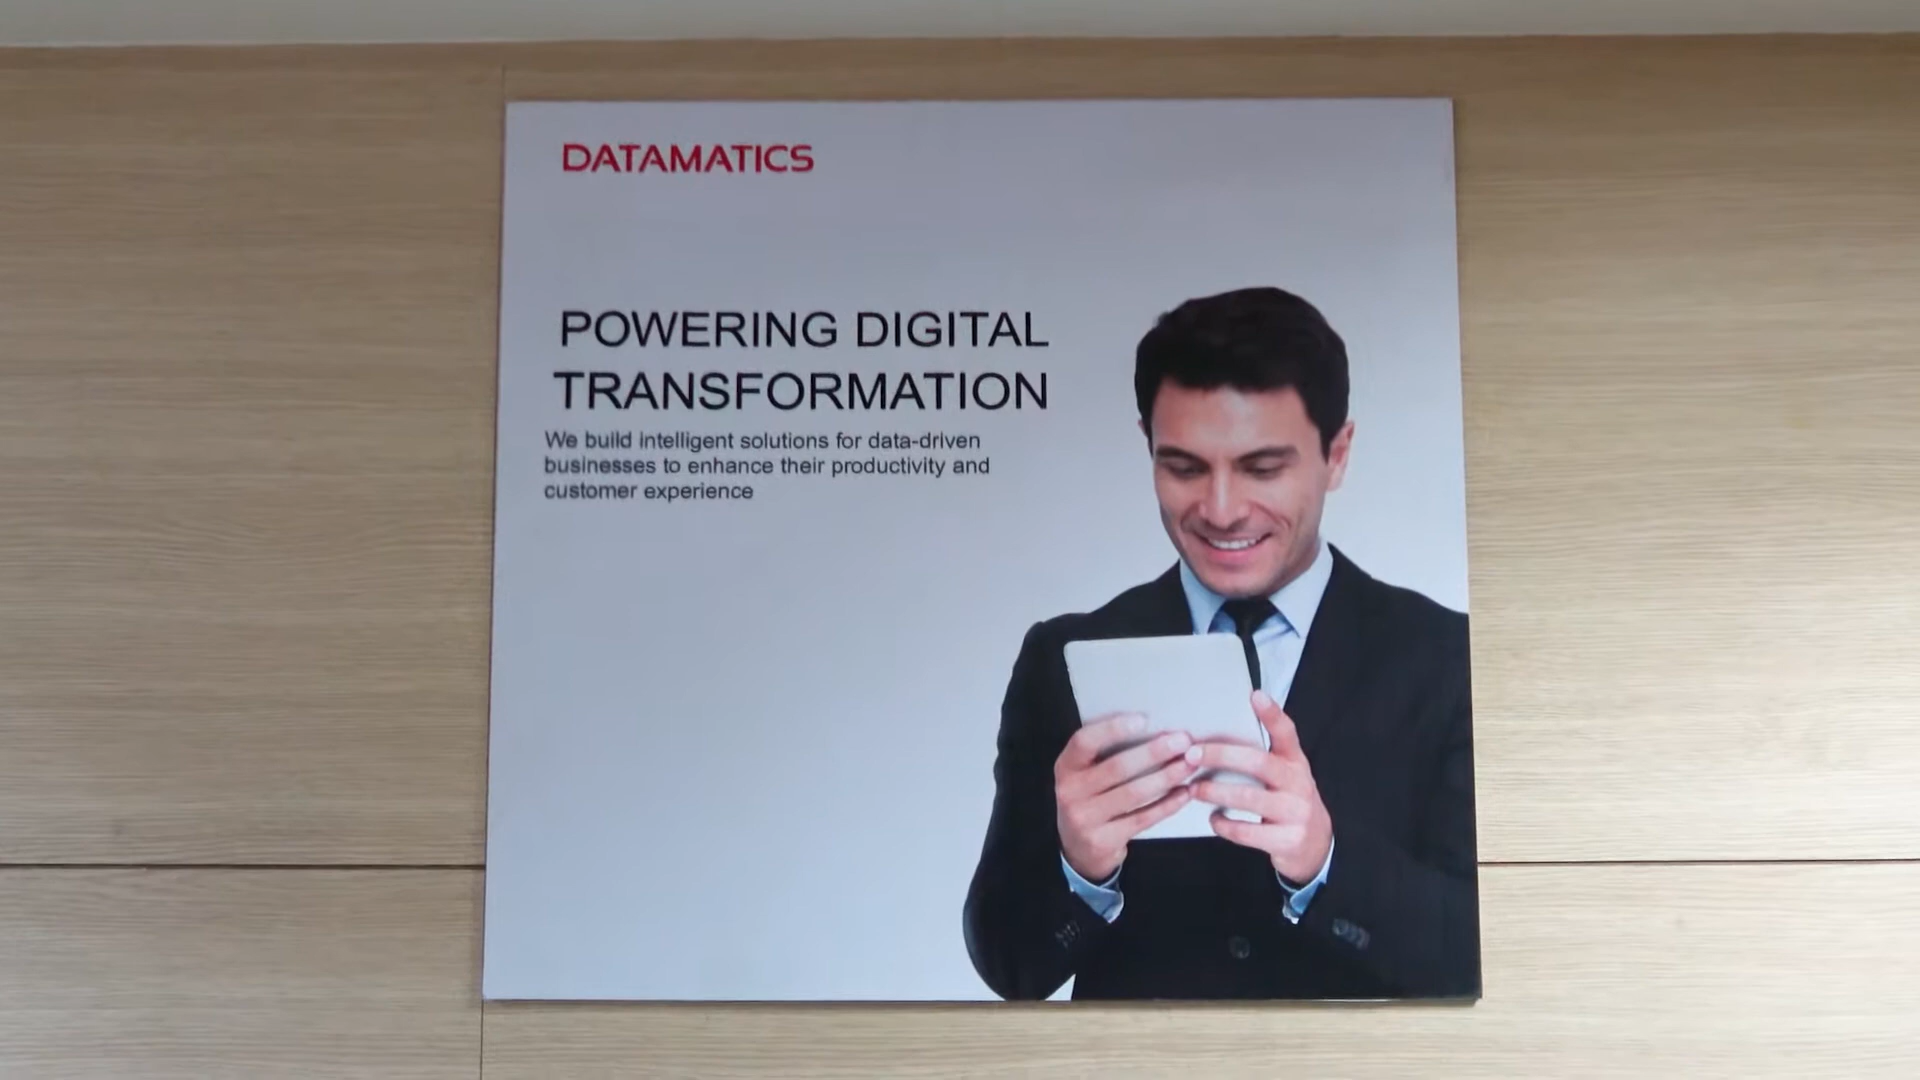 DATAMATICS
POWERING DIGITAL
TRANSFORMATION
We build intelligent solutions for data-driven
businesses to enhance their productivity and
customer experience